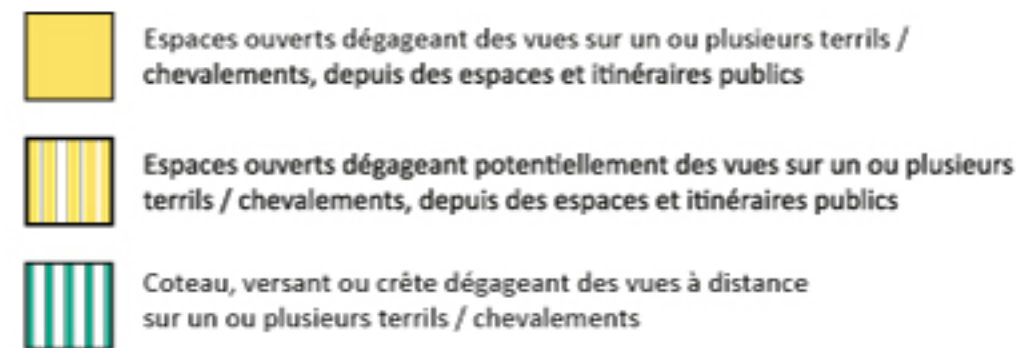 Espaces ouverts dégageant des vues sur un ou plusieurs terrils /
chevalements, depuis des espaces et itinéraires publics
Espaces ouverts dégageant potentiellement des vues sur un ou plusieurs
terrils / chevalements, depuis des espaces et itinéraires publics
Coteau, versant ou crête dégageant des vues à distance
sur un ou plusieurs terrils / chevalements